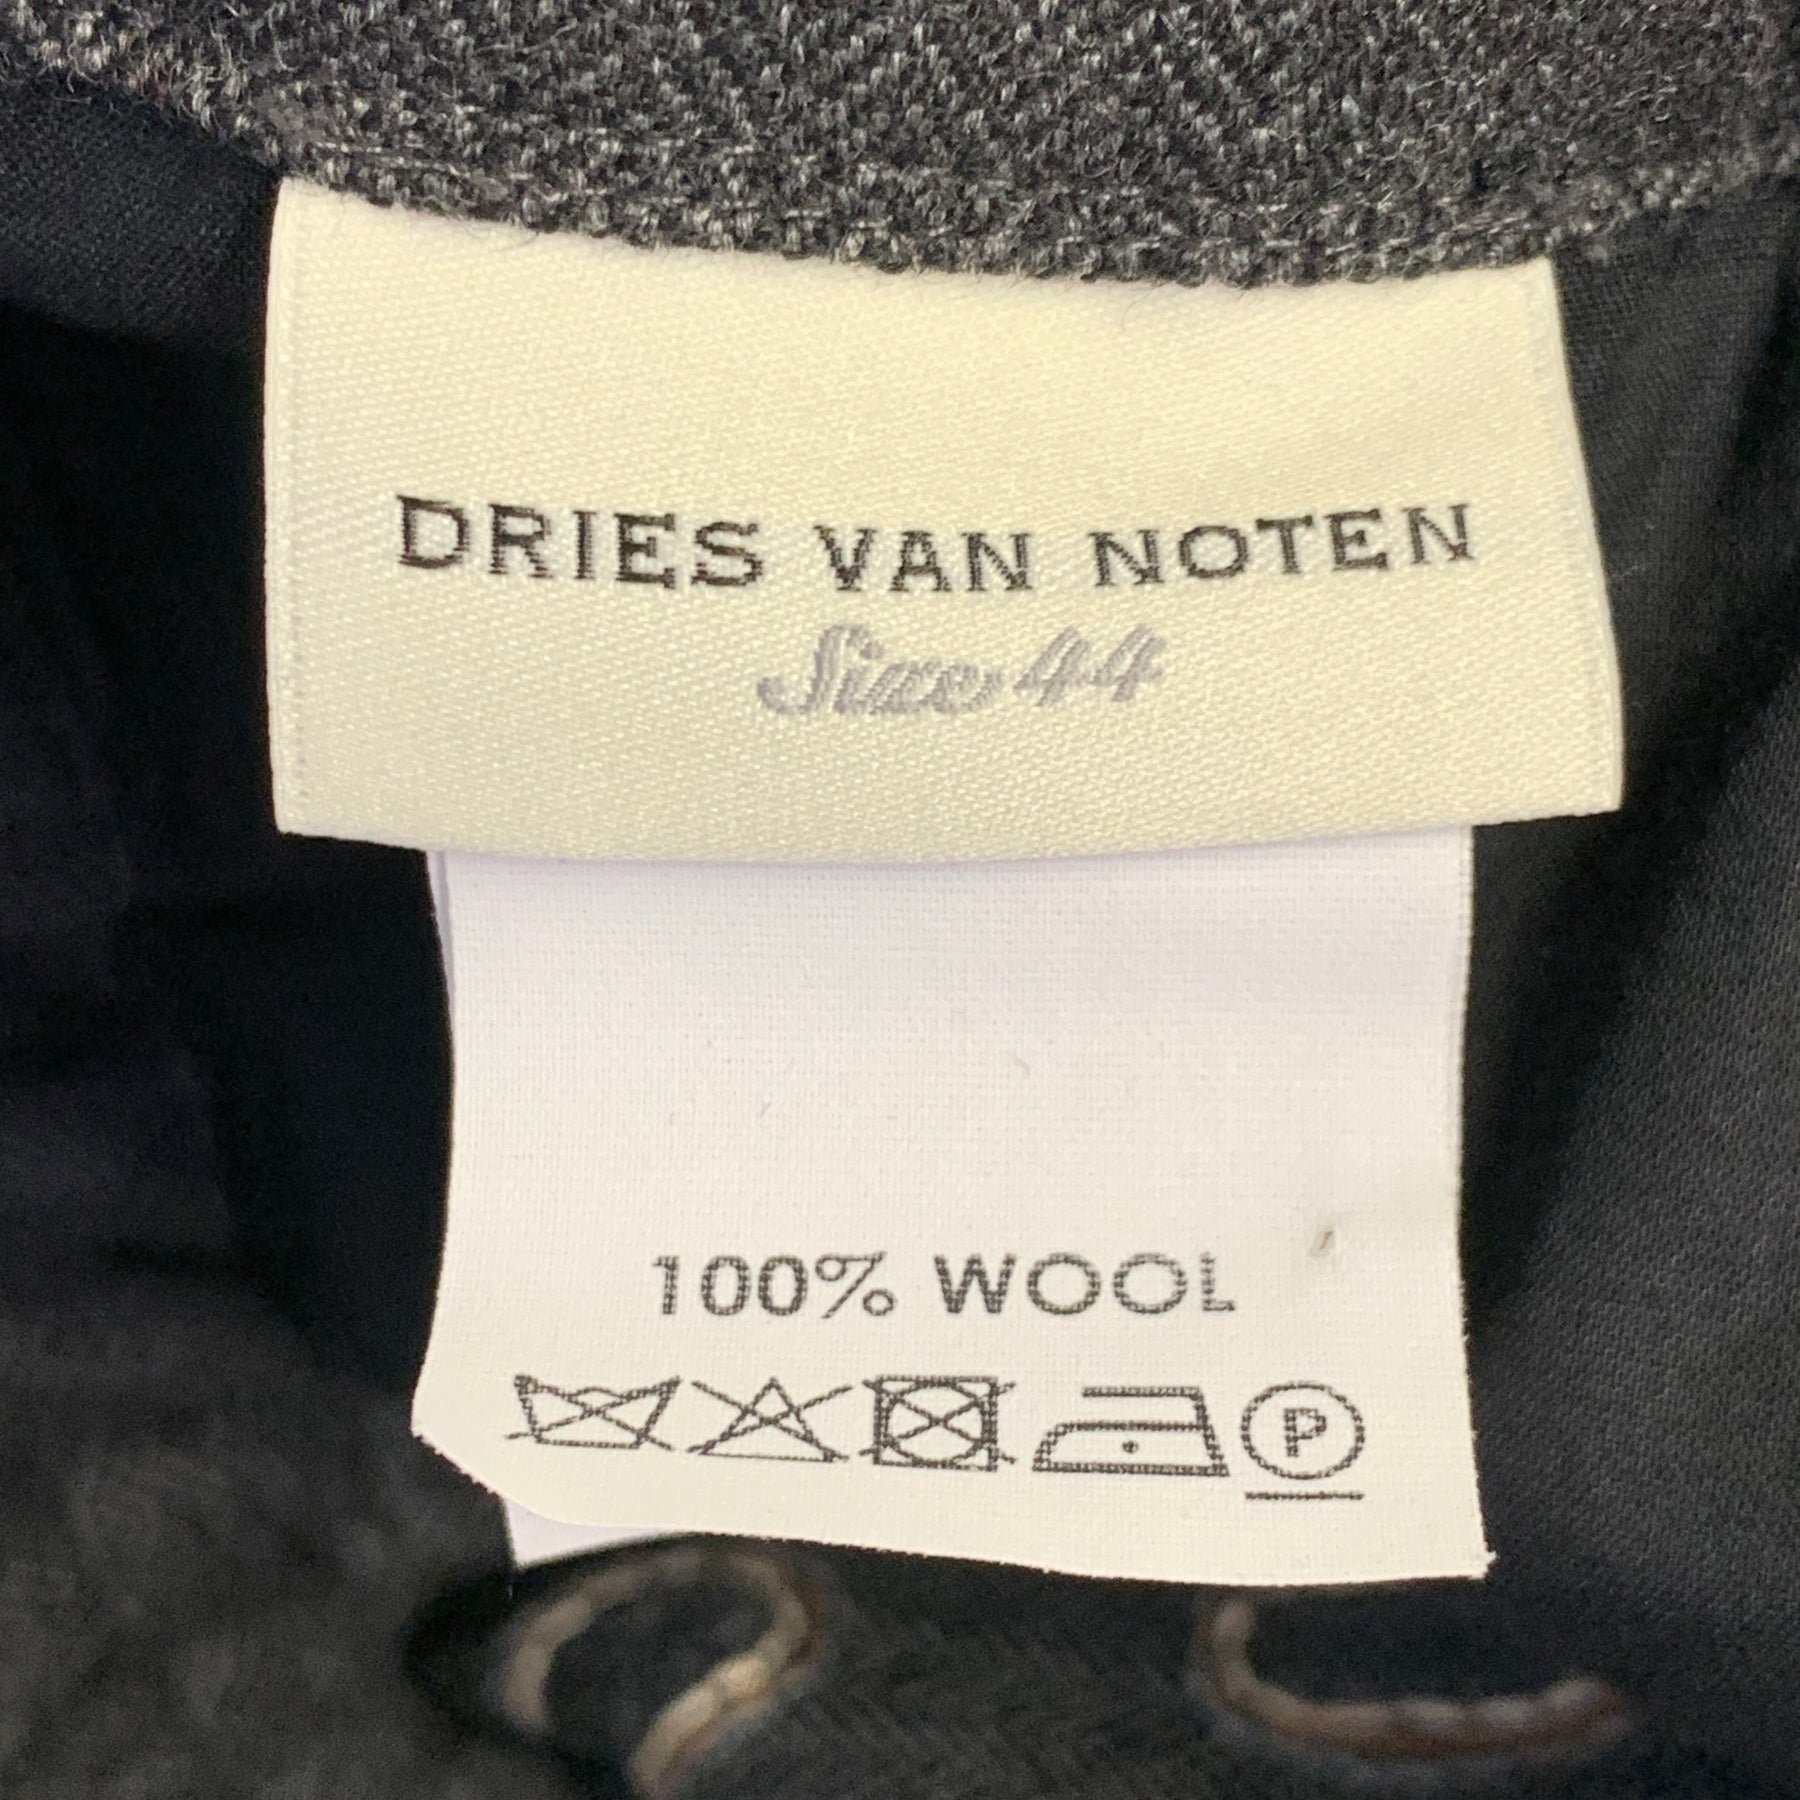 DRIES VAN NOTEN
Size 44
100% WOOL
P